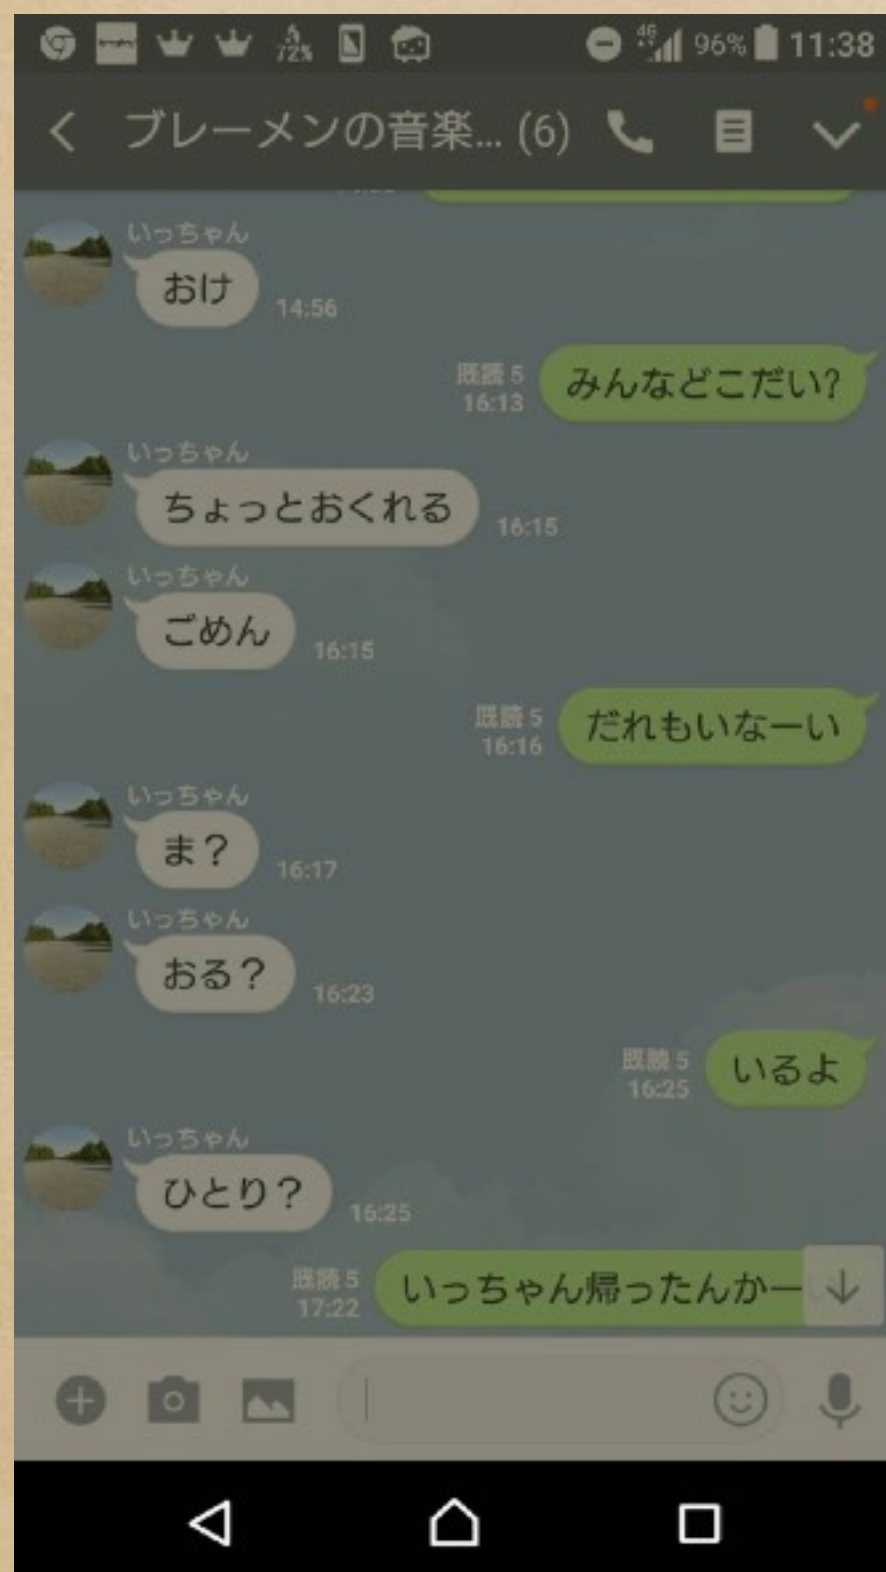 72%
4G 96% 11:38
ブレーメンの音楽... (6)
いっちゃん
おけ
14:56
既読 5
16:13
みんなどこだい?
いっちゃん
ちょっとおくれる
16:15
いっちゃん
ごめん
16:15
既読 5
16:16
だれもいなーい
いっちゃん
ま？
16:17
いっちゃん
おる？
16:23
既読 5
16:25
いるよ
いっちゃん
ひとり？
16:25
既読 5
17:22
いっちゃん帰ったんかー